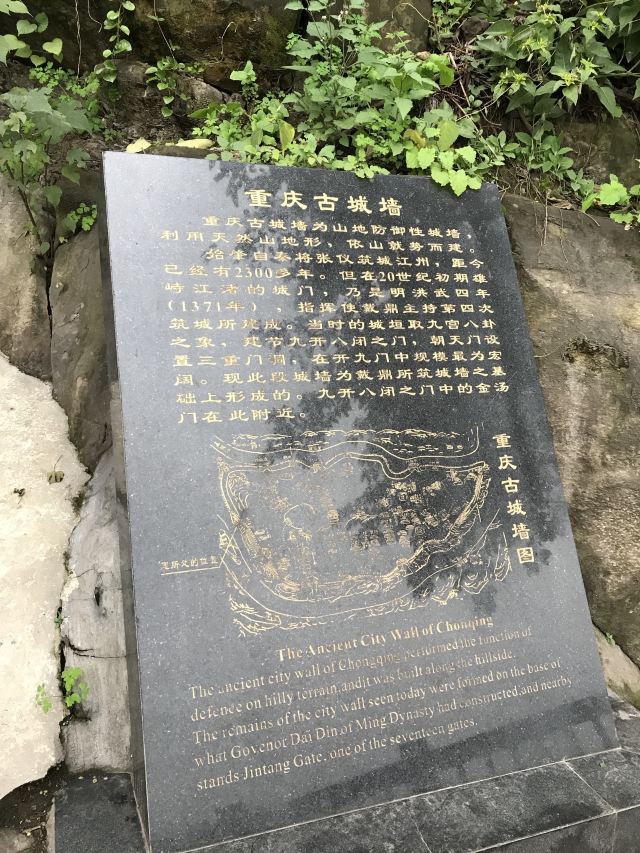 重庆古城墙
重庆古城墙为山地防御性城墙，
利用天然山地形，依山就势而建。
始肇自秦将张仪筑城江州，距今
已经有2300多年。但在20世纪初期雄
峙江渚的城门，乃是明洪武四年
（1371年），指挥使戴鼎主持第四次
筑城所建成。当时的城垣取九宫八卦
之象，建节九开八闭之门，朝天门设
置三重门洞，在开九门中规模最为宏
阔。现此段城墙为戴鼎所筑城墙之基
础上形成的。九开八闭之门中的金汤
门在此附近。
重庆古城墙图
您所处的位置
The Ancient City Wall of Chonqing
The ancient city wall of Chongqing performed the function of
defence on hilly terrain,andit was built along the hillside.
The remains of the city wall seen today were formed on the base of
what Govenor Dai Din of Ming Dynasty had constructed,and nearby
stands Jintang Gate, one of the seventeen gates.